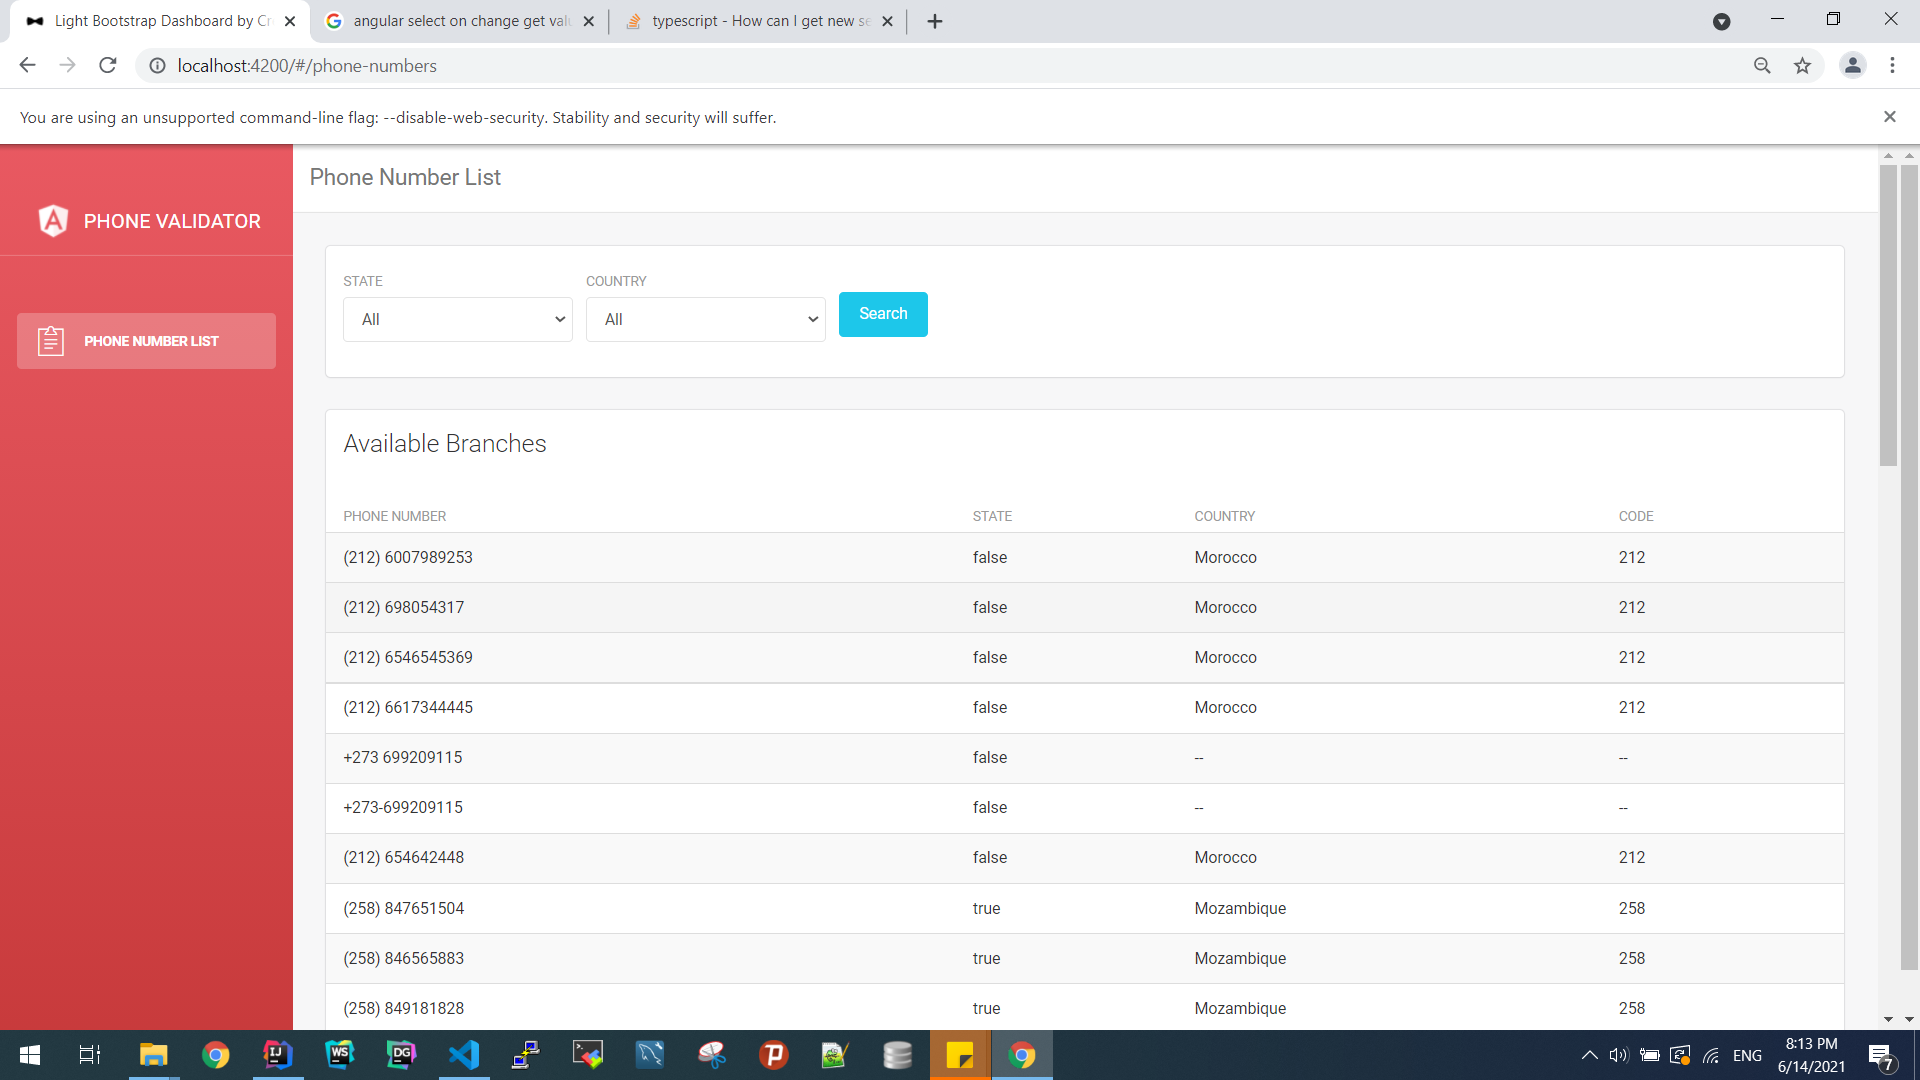 Light Bootstrap Dashboard by Cr
angular select on change get valu
typescript - How can I get new se
localhost:4200/#/phone-numbers
You are using an unsupported command-line flag: --disable-web-security. Stability and security will suffer.
PHONE VALIDATOR
PHONE NUMBER LIST
Phone Number List
STATE COUNTRY
All All Search
Available Branches
PHONE NUMBER STATE COUNTRY CODE
(212) 6007989253 false Morocco 212
(212) 698054317 false Morocco 212
(212) 6546545369 false Morocco 212
(212) 6617344445 false Morocco 212
+273 699209115 false -- --
+273-699209115 false -- --
(212) 654642448 false Morocco 212
(258) 847651504 true Mozambique 258
(258) 846565883 true Mozambique 258
(258) 849181828 true Mozambique 258
IJ WS DG
ENG
8:13 PM
6/14/2021
7